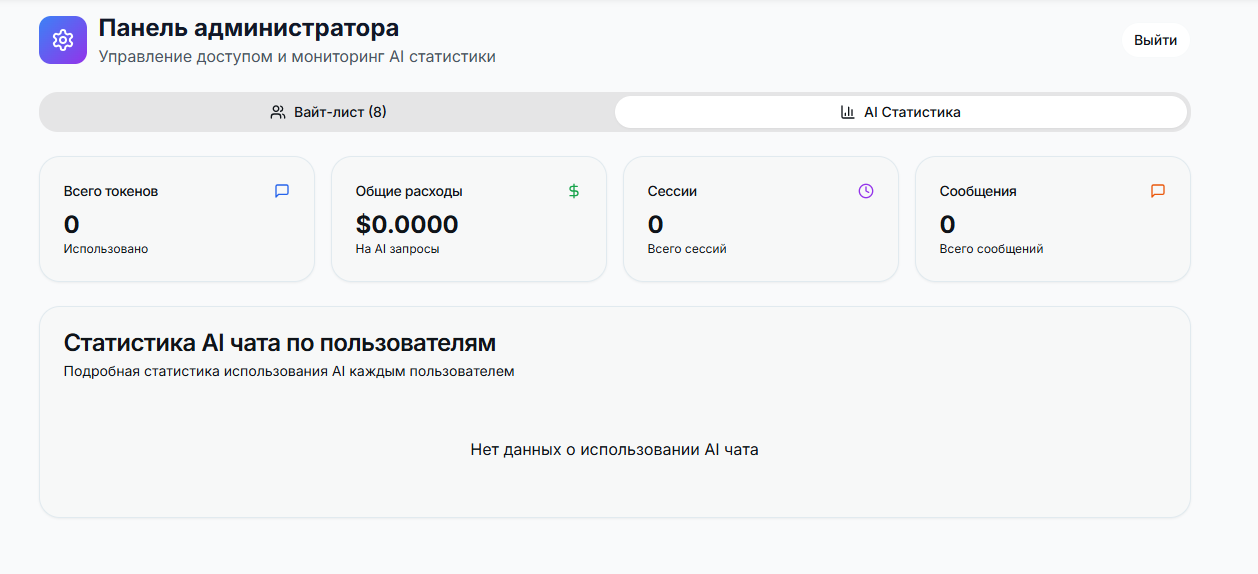 Панель администратора
Управление доступом и мониторинг AI статистики
Выйти
Вайт-лист (8)
AI Статистика
Всего токенов
0
Использовано
Общие расходы
$0.0000
На AI запросы
Сессии
0
Всего сессий
Сообщения
0
Всего сообщений
Статистика AI чата по пользователям
Подробная статистика использования AI каждым пользователем
Нет данных о использовании AI чата